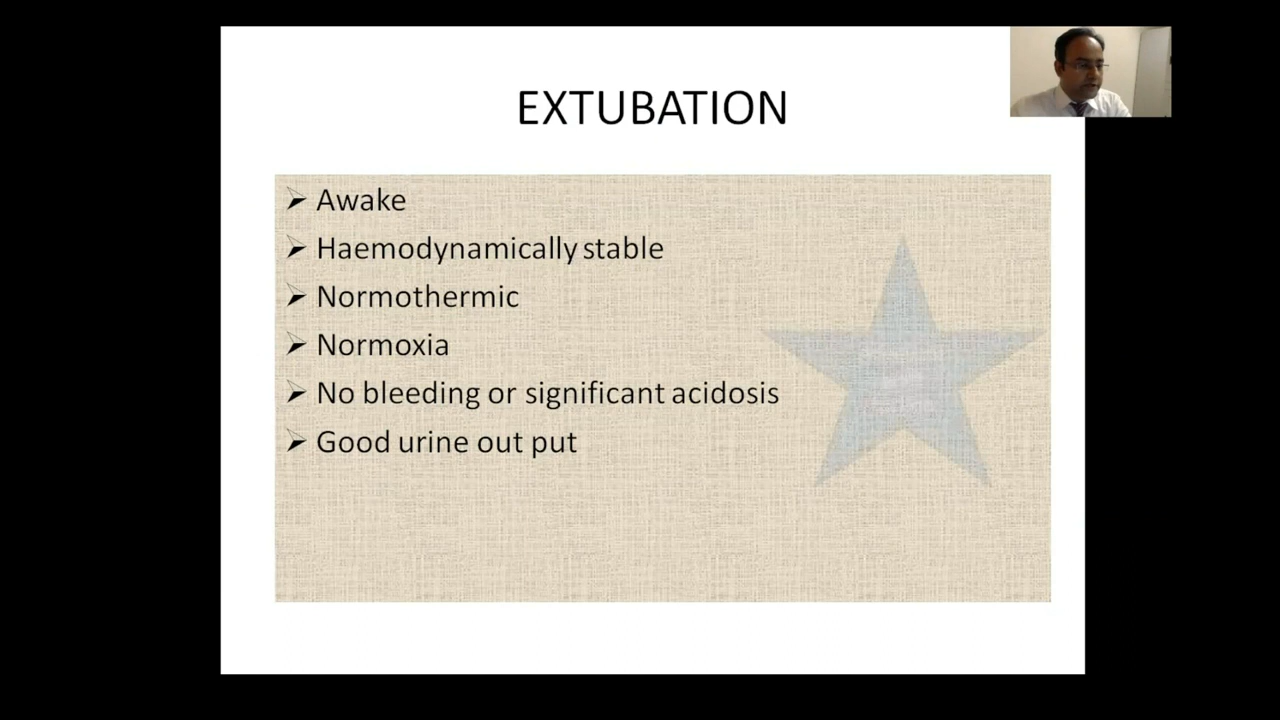 EXTUBATION
Awake
Haemodynamically stable
Normothermic
Normoxia
No bleeding or significant acidosis
Good urine out put